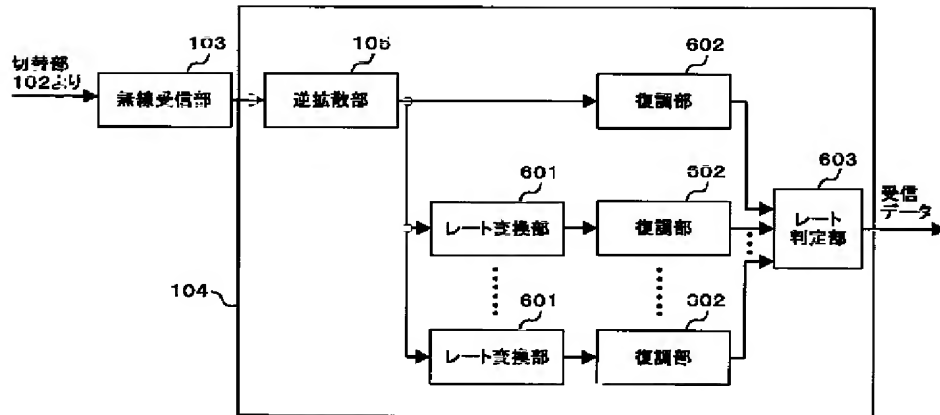 切替部
102より
103
無線受信部
105
逆拡散部
602
復調部
601
レート変換部
602
復調部
603
レート
判定部
受信
データ
104
601
レート変換部
602
復調部